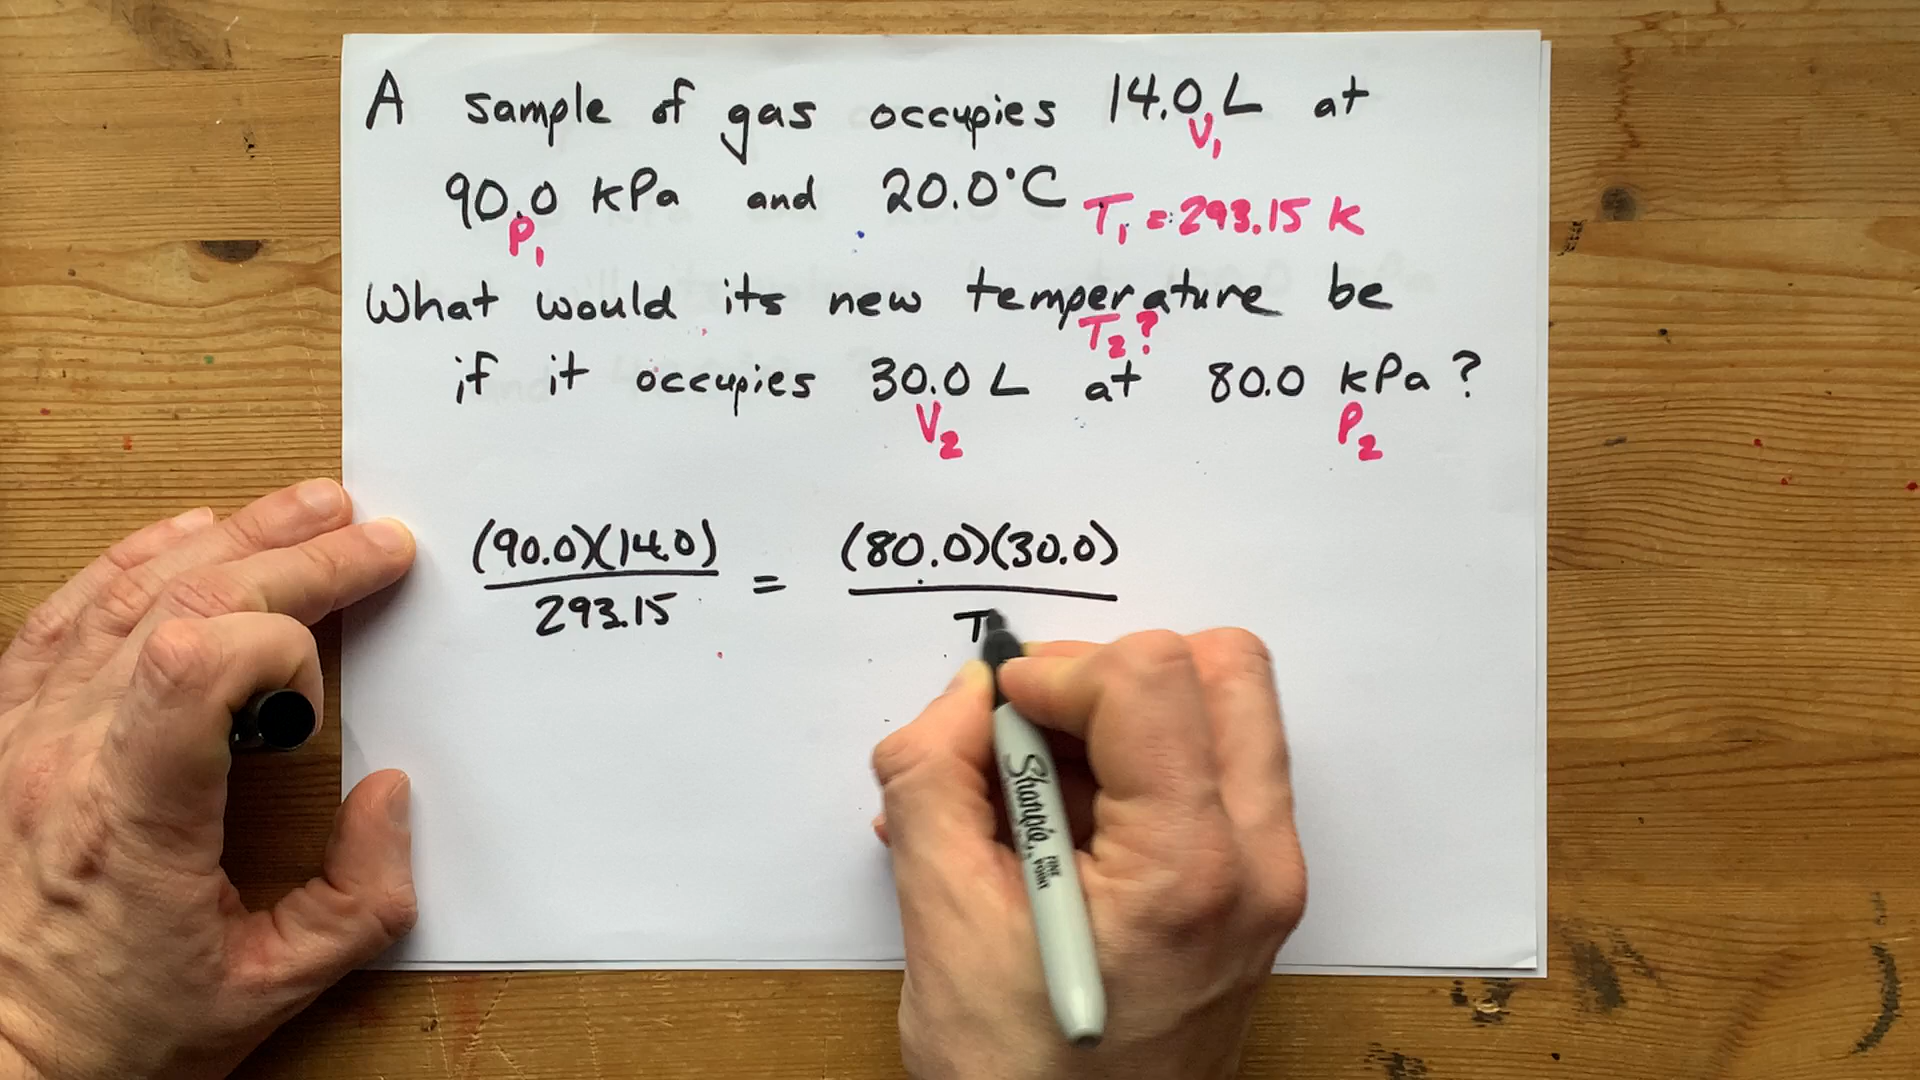 A sample of gas occupies 14.0 L at
V₁
90.0 kPa and 20.0°C T₁ = 293.15 K
P₁
What would its new temperature be
T₂?
if it occupies 30.0 L at 80.0 kPa?
V₂ P₂
(90.0)(14.0) = (80.0)(30.0)
293.15 T
Sharpie
FINE POINT